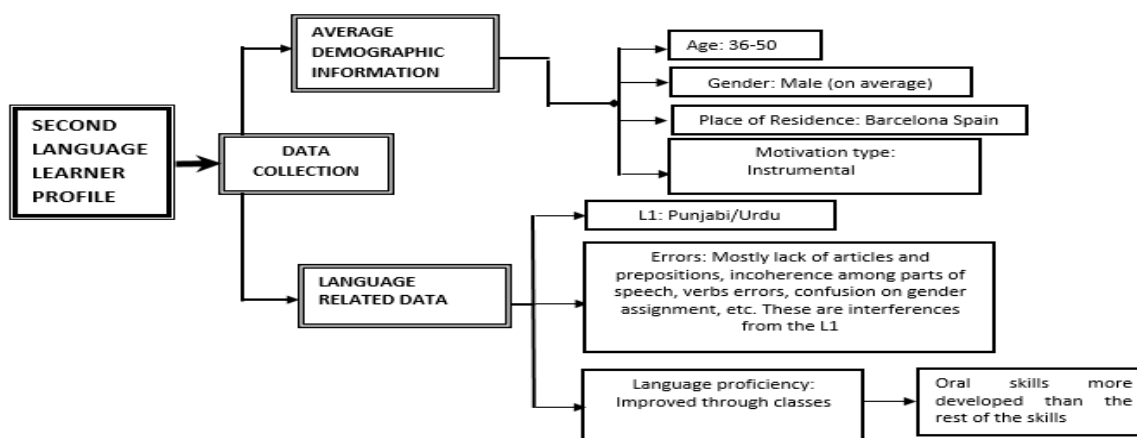 SECOND
LANGUAGE
LEARNER
PROFILE
DATA
COLLECTION
AVERAGE
DEMOGRAPHIC
INFORMATION
Age: 36-50
Gender: Male (on average)
Place of Residence: Barcelona Spain
Motivation type:
Instrumental
LANGUAGE
RELATED DATA
L1: Punjabi/Urdu
Errors: Mostly lack of articles and
prepositions, incoherence among parts of
speech, verbs errors, confusion on gender
assignment, etc. These are interferences
from the L1
Language proficiency:
Improved through classes
Oral skills more
developed than the
rest of the skills